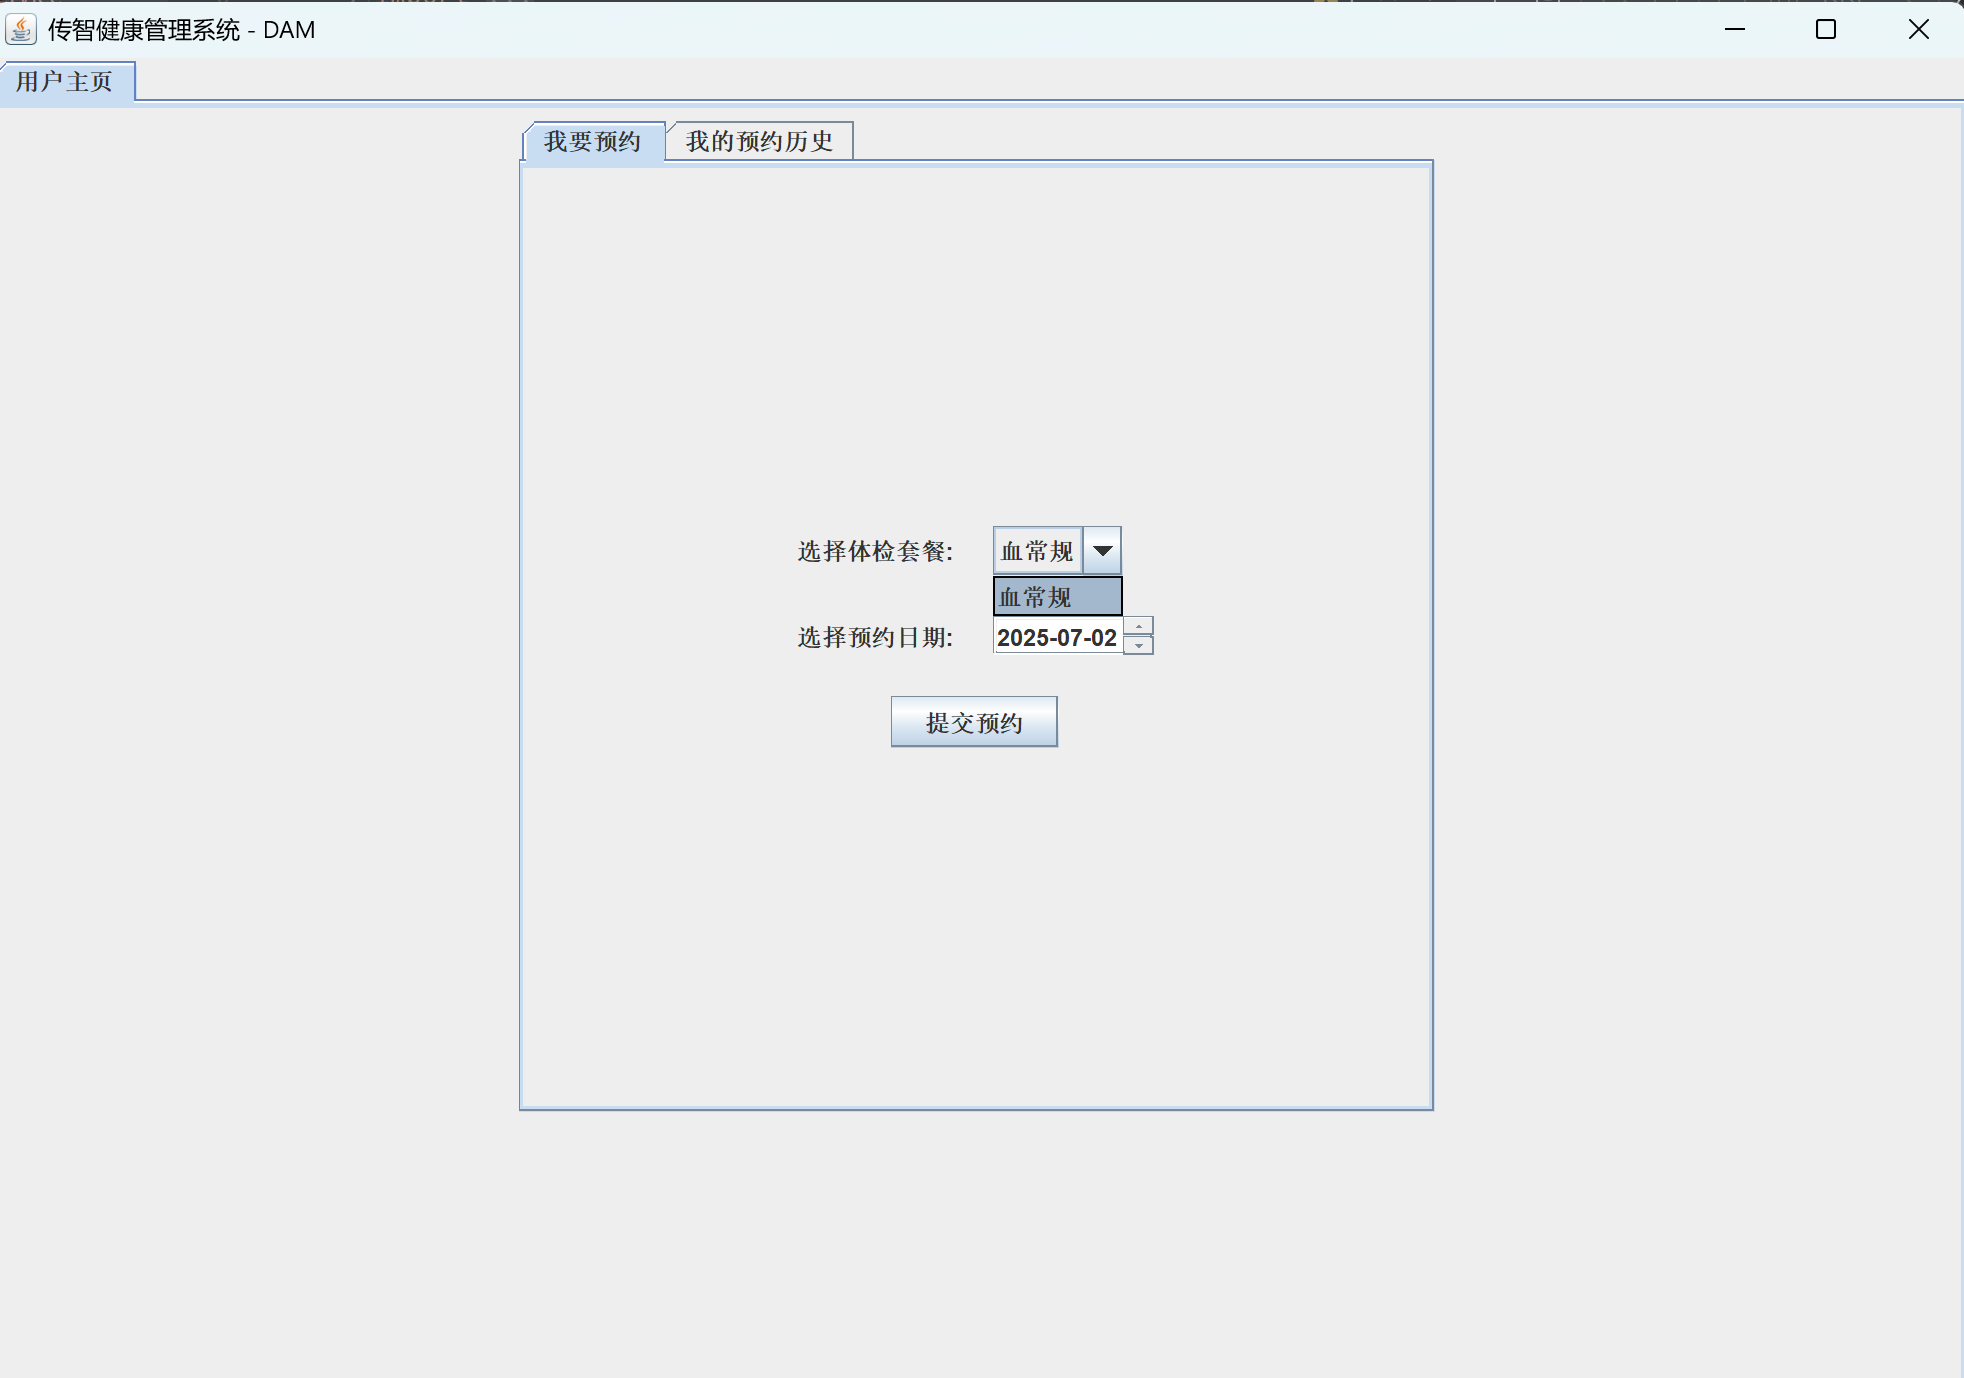 传智健康管理系统 - DAM
用户主页
我要预约 我的预约历史
选择体检套餐: 血常规
血常规
选择预约日期: 2025-07-02
提交预约